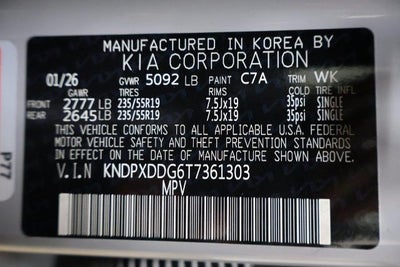 MANUFACTURED IN KOREA BY
KIA CORPORATION
01/26 GVWR 5092 LB PAINT C7A TRIM WK
GAWR TIRES RIMS COLD TIRE INFL
FRONT 2777 LB 235/55R19 7.5Jx19 35psi SINGLE
REAR 2645 LB 235/55R19 7.5Jx19 35psi SINGLE
THIS VEHICLE CONFORMS TO ALL APPLICABLE U.S.A. FEDERAL
MOTOR VEHICLE SAFETY AND THEFT PREVENTION STANDARDS
IN EFFECT ON THE DATE OF MANUFACTURE SHOWN ABOVE.
V.I.N KNDPXDDG6T7361303
MPV
P77